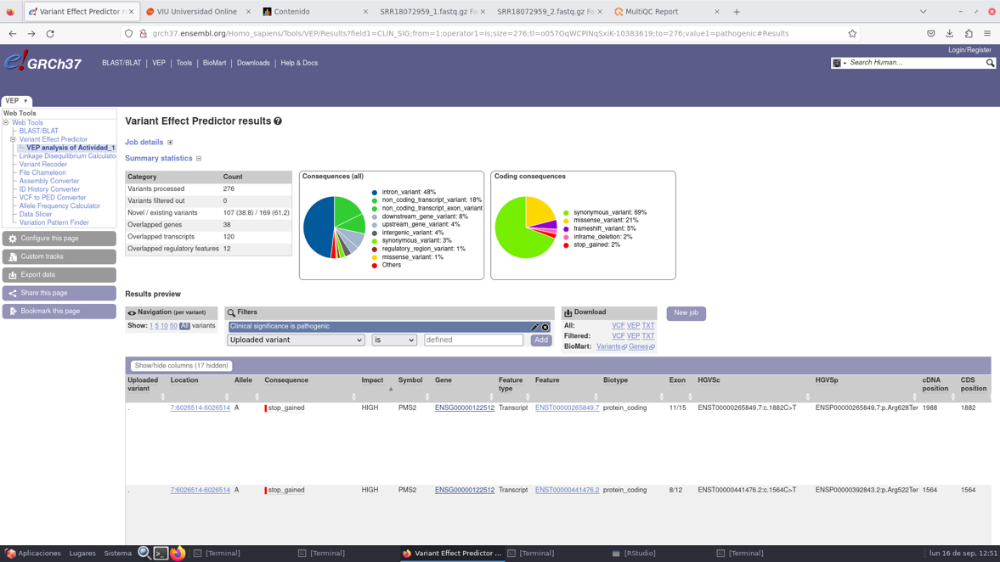 Variant Effect Predictor r
VIU Universidad Online
Contenido
SRR18072959_1.fastq.gz Fa
SRR18072959_2.fastq.gz Fa
MultiQC Report
grch37.ensembl.org/Homo_sapiens/Tools/VEP/Results?field1=CLIN_SIG;from=1;operator1=is;size=276;tl=o057OqWCPINqSxiK-10383619;to=276;value1=pathogenic#Results
Login/Register
e!GRCh37
BLAST/BLAT | VEP | Tools | BioMart | Downloads | Help & Docs
Search Human…
VEP ▼
Web Tools
Web Tools
BLAST/BLAT
Variant Effect Predictor
VEP analysis of Actividad_1
Linkage Disequilibrium Calculator
Variant Recoder
File Chameleon
Assembly Converter
ID History Converter
VCF to PED Converter
Allele Frequency Calculator
Data Slicer
Variation Pattern Finder
Configure this page
Custom tracks
Export data
Share this page
Bookmark this page
Variant Effect Predictor results
Job details
Summary statistics
Category Count
Variants processed 276
Variants filtered out 0
Novel / existing variants 107 (38.8) / 169 (61.2)
Overlapped genes 38
Overlapped transcripts 120
Overlapped regulatory features 12
Consequences (all)
intron_variant: 48%
non_coding_transcript_variant: 18%
non_coding_transcript_exon_variant
downstream_gene_variant: 8%
upstream_gene_variant: 4%
intergenic_variant: 4%
synonymous_variant: 3%
regulatory_region_variant: 1%
missense_variant: 1%
Others
Coding consequences
synonymous_variant: 69%
missense_variant: 21%
frameshift_variant: 5%
inframe_deletion: 2%
stop_gained: 2%
Results preview
Navigation (per variant)
Show: 1 5 10 50 All variants
Filters
Clinical significance is pathogenic
Uploaded variant is defined Add
Download
All: VCF VEP TXT
Filtered: VCF VEP TXT
BioMart: Variants Genes
New job
Show/hide columns (17 hidden)
Uploaded variant Location Allele Consequence Impact Symbol Gene Feature type Feature Biotype Exon HGVSc HGVSp cDNA position CDS position
. 7:6026514-6026514 A stop_gained HIGH PMS2 ENSG00000122512 Transcript ENST00000265849.7 protein_coding 11/15 ENST00000265849.7:c.1882C>T ENSP00000265849.7:p.Arg628Ter 1988 1882
. 7:6026514-6026514 A stop_gained HIGH PMS2 ENSG00000122512 Transcript ENST00000441476.2 protein_coding 8/12 ENST00000441476.2:c.1564C>T ENSP00000392843.2:p.Arg522Ter 1564 1564
Aplicaciones Lugares Sistema
[Terminal]
[Terminal]
Variant Effect Predictor …
[Terminal]
[RStudio]
[Terminal]
lun 16 de sep, 12:51